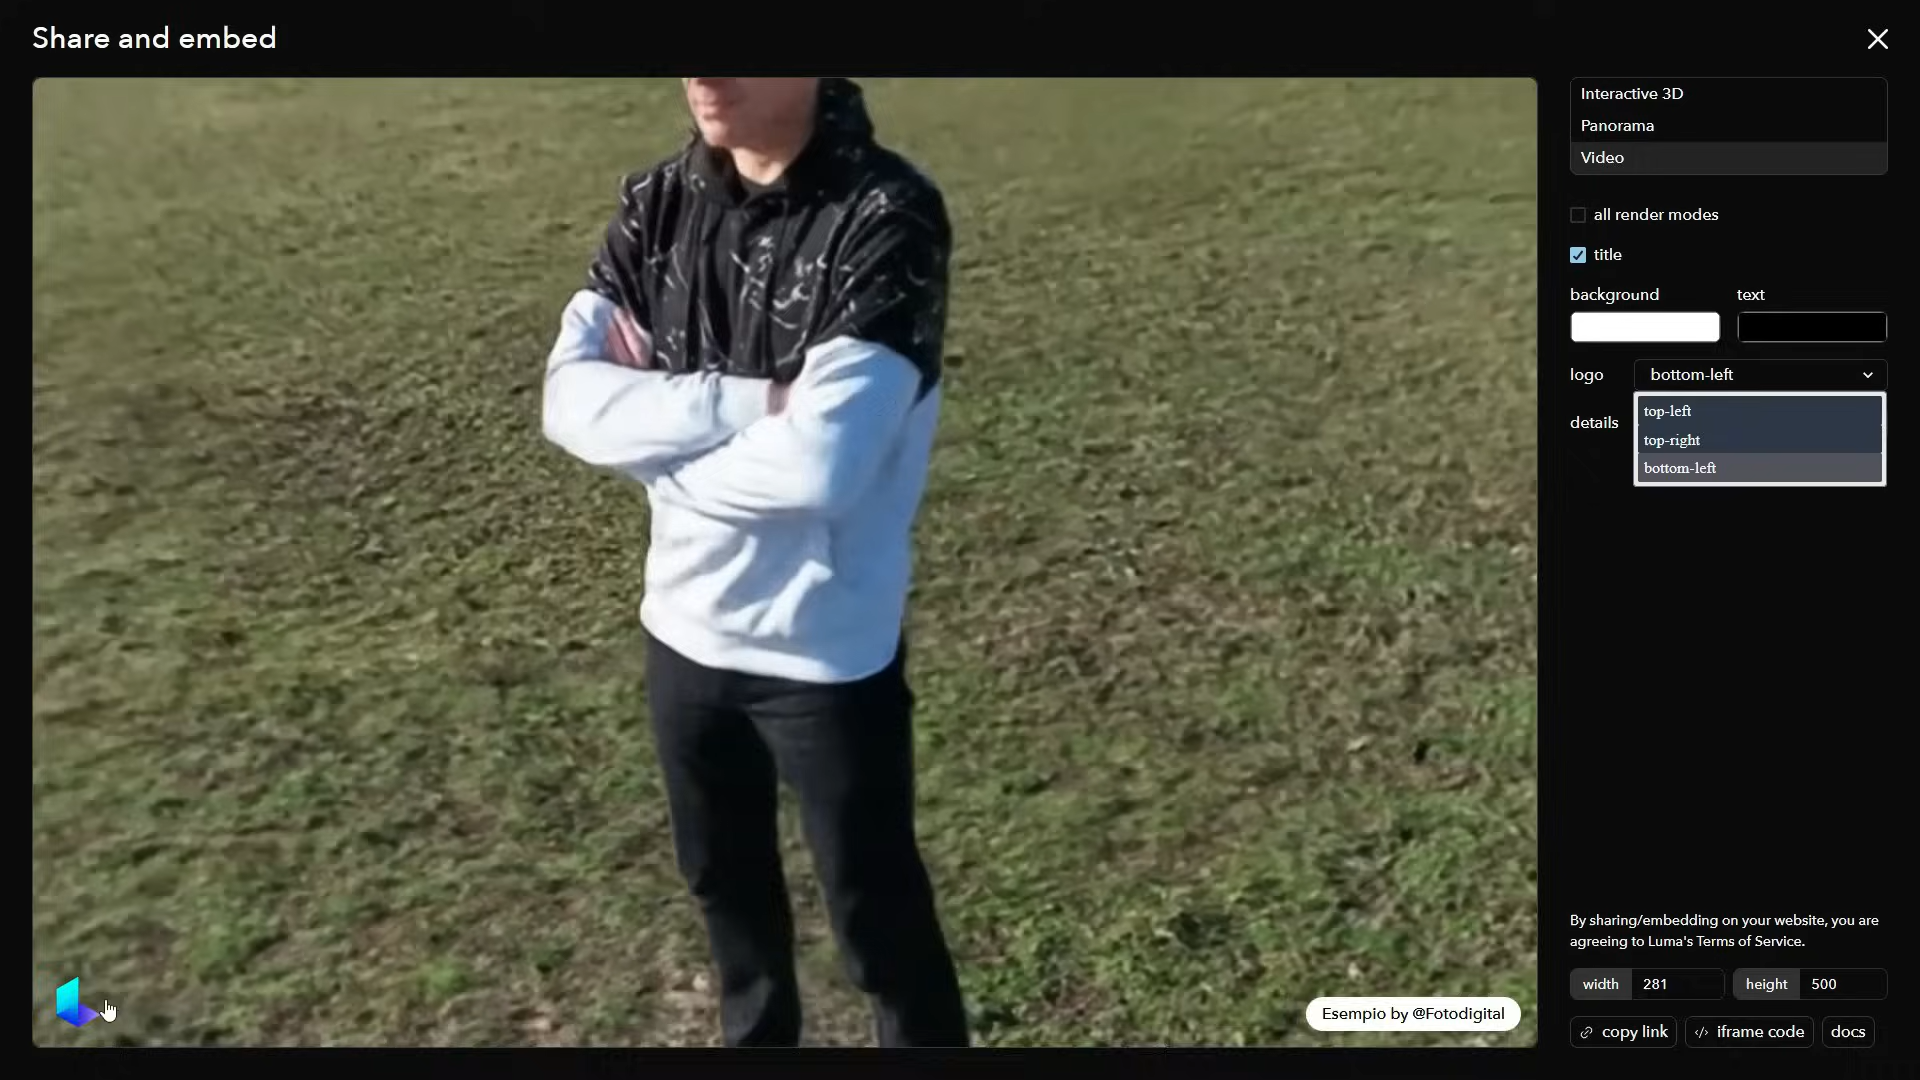 Share and embed
Interactive 3D
Panorama
Video
all render modes
title
background text
logo bottom-left
details
top-left
top-right
bottom-left
By sharing/embedding on your website, you are
agreeing to Luma's Terms of Service.
width 281 height 500
Esempio by @Fotodigital
copy link </> iframe code docs